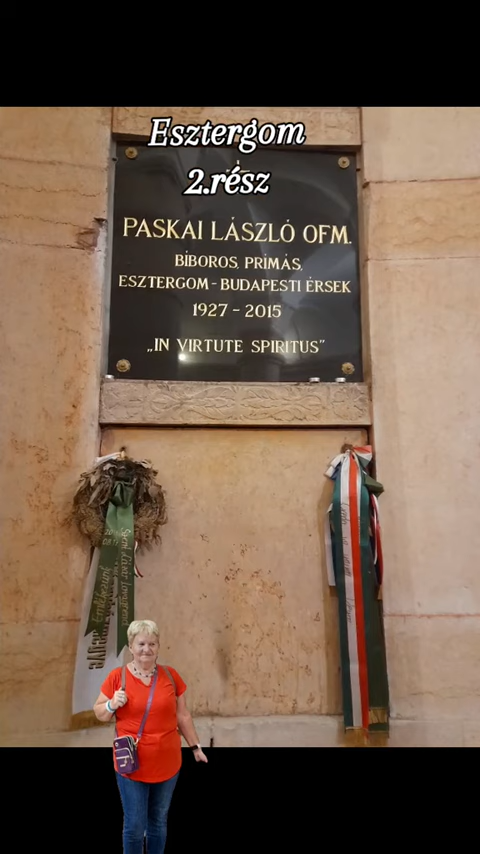 Esztergom
2.rész
PASKAI LÁSZLÓ OFM.
BÍBOROS, PRÍMÁS,
ESZTERGOM - BUDAPESTI ÉRSEK
1927 - 2015
„IN VIRTUTE SPIRITUS”